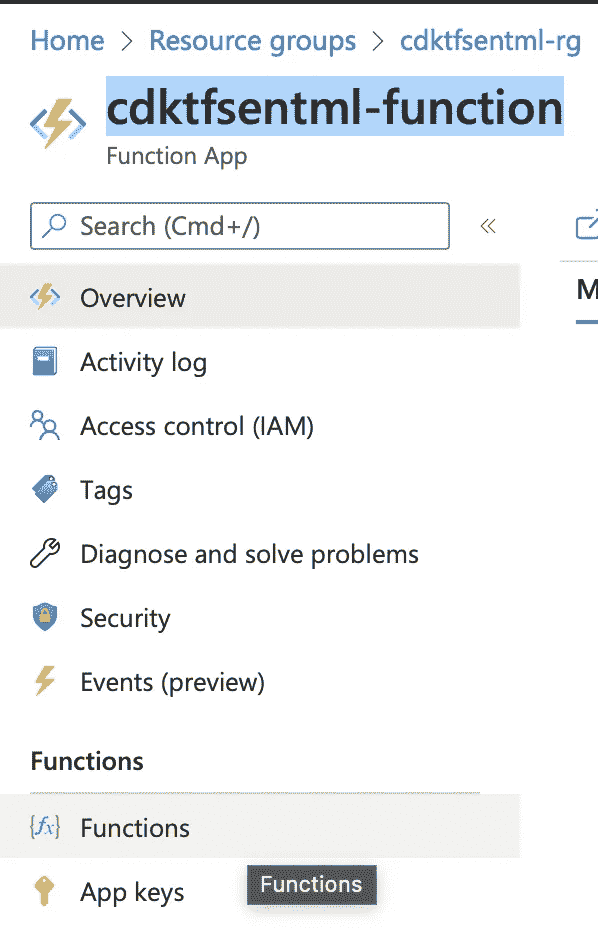 Home > Resource groups > cdktfsentml-rg
cdktfsentml-function
Function App
Search (Cmd+/)
«
M
Overview
Activity log
Access control (IAM)
Tags
Diagnose and solve problems
Security
Events (preview)
Functions
Functions
App keys
Functions